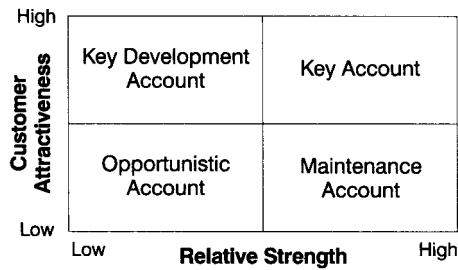 High
Key Development
Account
Key Account
Customer
Attractiveness
Opportunistic
Account
Maintenance
Account
Low
Low
Relative Strength
High